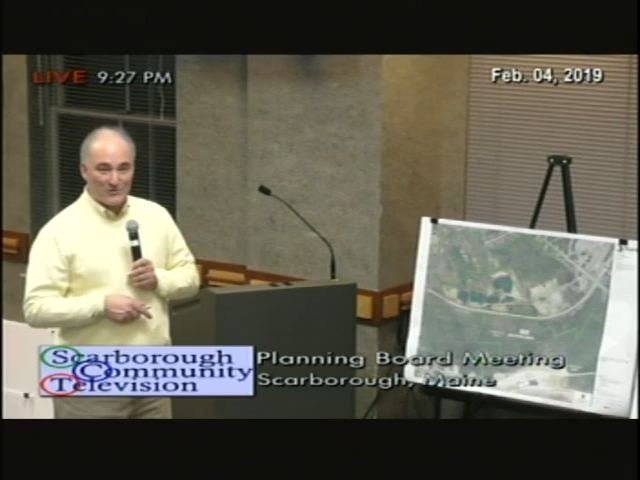 LIVE 9:27 PM
Feb. 04, 2019
Scarborough
Community
Television
Planning Board Meeting
Scarborough, Maine